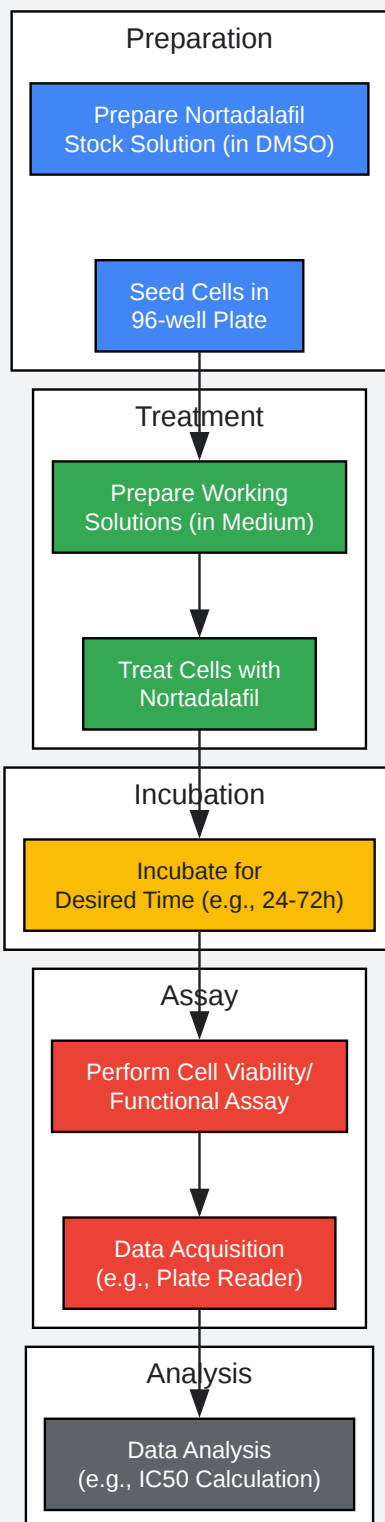 Preparation
Prepare Nortadalafil
Stock Solution (in DMSO)
Seed Cells in
96-well Plate
Treatment
Prepare Working
Solutions (in Medium)
Treat Cells with
Nortadalafil
Incubation
Incubate for
Desired Time (e.g., 24-72h)
Assay
Perform Cell Viability/
Functional Assay
Data Acquisition
(e.g., Plate Reader)
Analysis
Data Analysis
(e.g., IC50 Calculation)